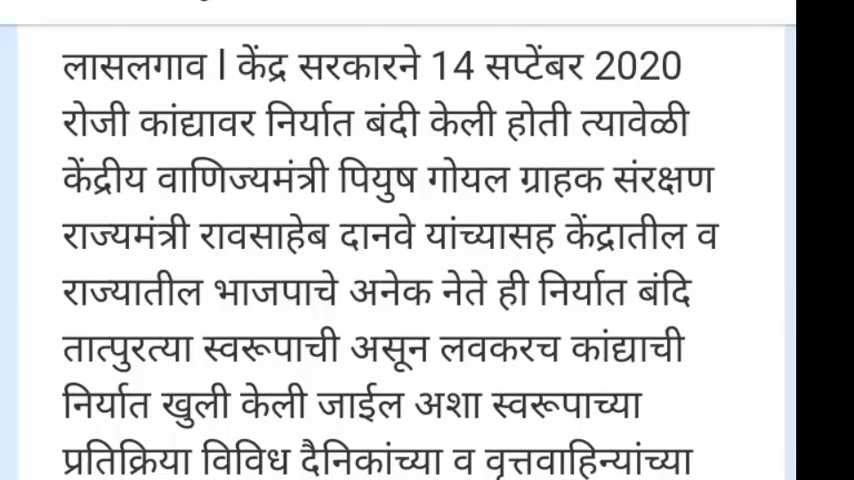 लासलगाव l केंद्र सरकारने 14 सप्टेंबर 2020
रोजी कांद्यावर निर्यात बंदी केली होती त्यावेळी
केंद्रीय वाणिज्यमंत्री पियुष गोयल ग्राहक संरक्षण
राज्यमंत्री रावसाहेब दानवे यांच्यासह केंद्रातील व
राज्यातील भाजपाचे अनेक नेते ही निर्यात बंदि
तात्पुरत्या स्वरूपाची असून लवकरच कांद्याची
निर्यात खुली केली जाईल अशा स्वरूपाच्या
प्रतिक्रिया विविध दैनिकांच्या व वृत्तवाहिन्यांच्या